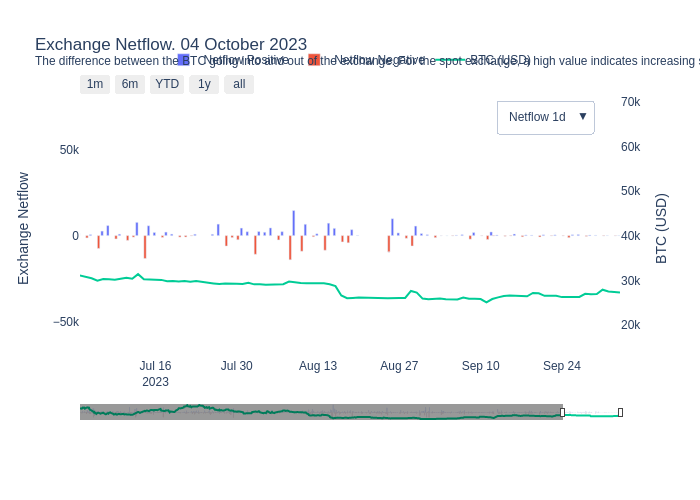 Exchange Netflow. 04 October 2023
The difference between the BTC going into and out of the exchange. For the spot exchange, a high value indicates increasing s
Netflow Positive
Netflow Negative
BTC (USD)
1m
6m
YTD
1y
all
Netflow 1d ▼
Exchange Netflow
50k
0
−50k
BTC (USD)
70k
60k
50k
40k
30k
20k
Jul 16
2023
Jul 30
Aug 13
Aug 27
Sep 10
Sep 24